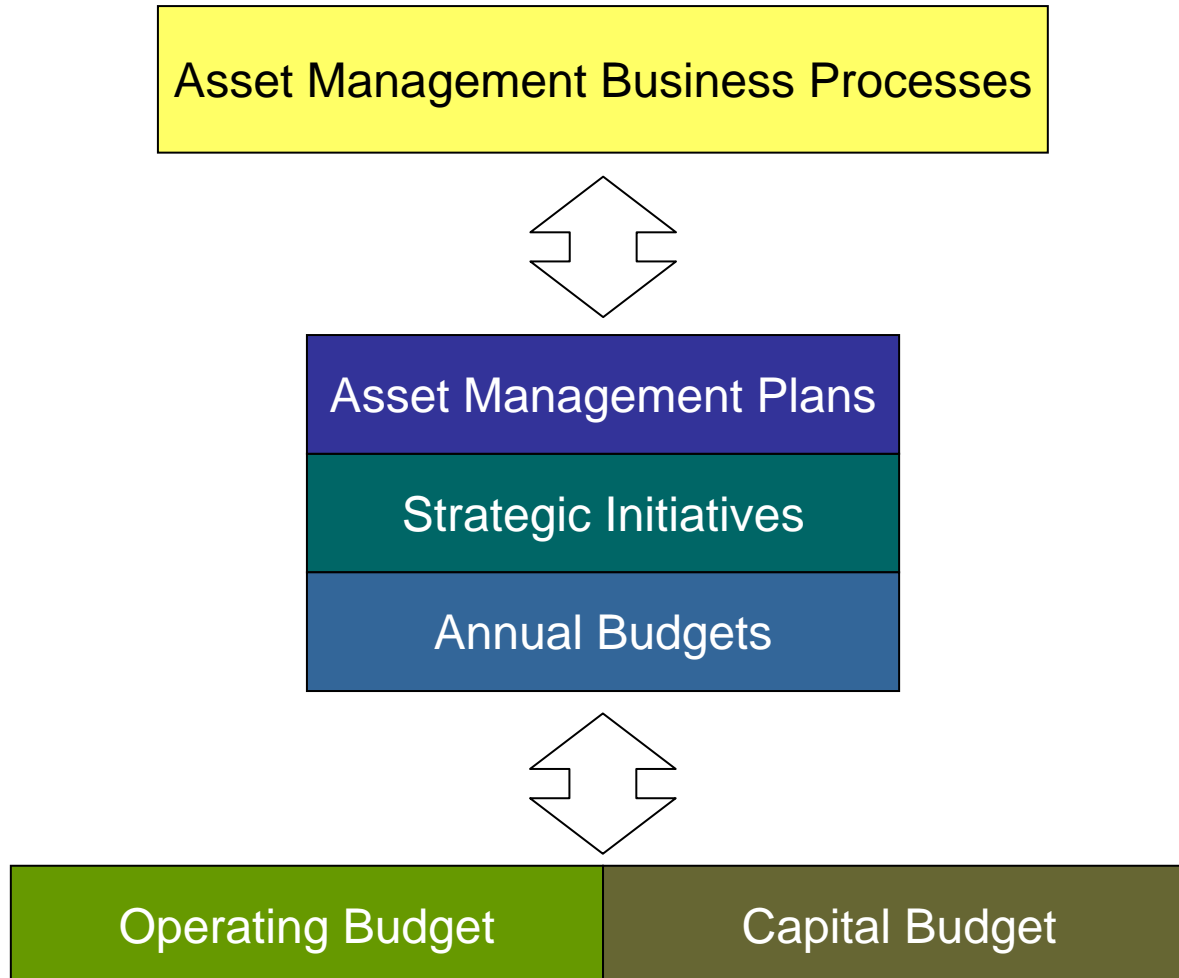 Asset Management Business Processes
Asset Management Plans
Strategic Initiatives
Annual Budgets
Operating Budget
Capital Budget